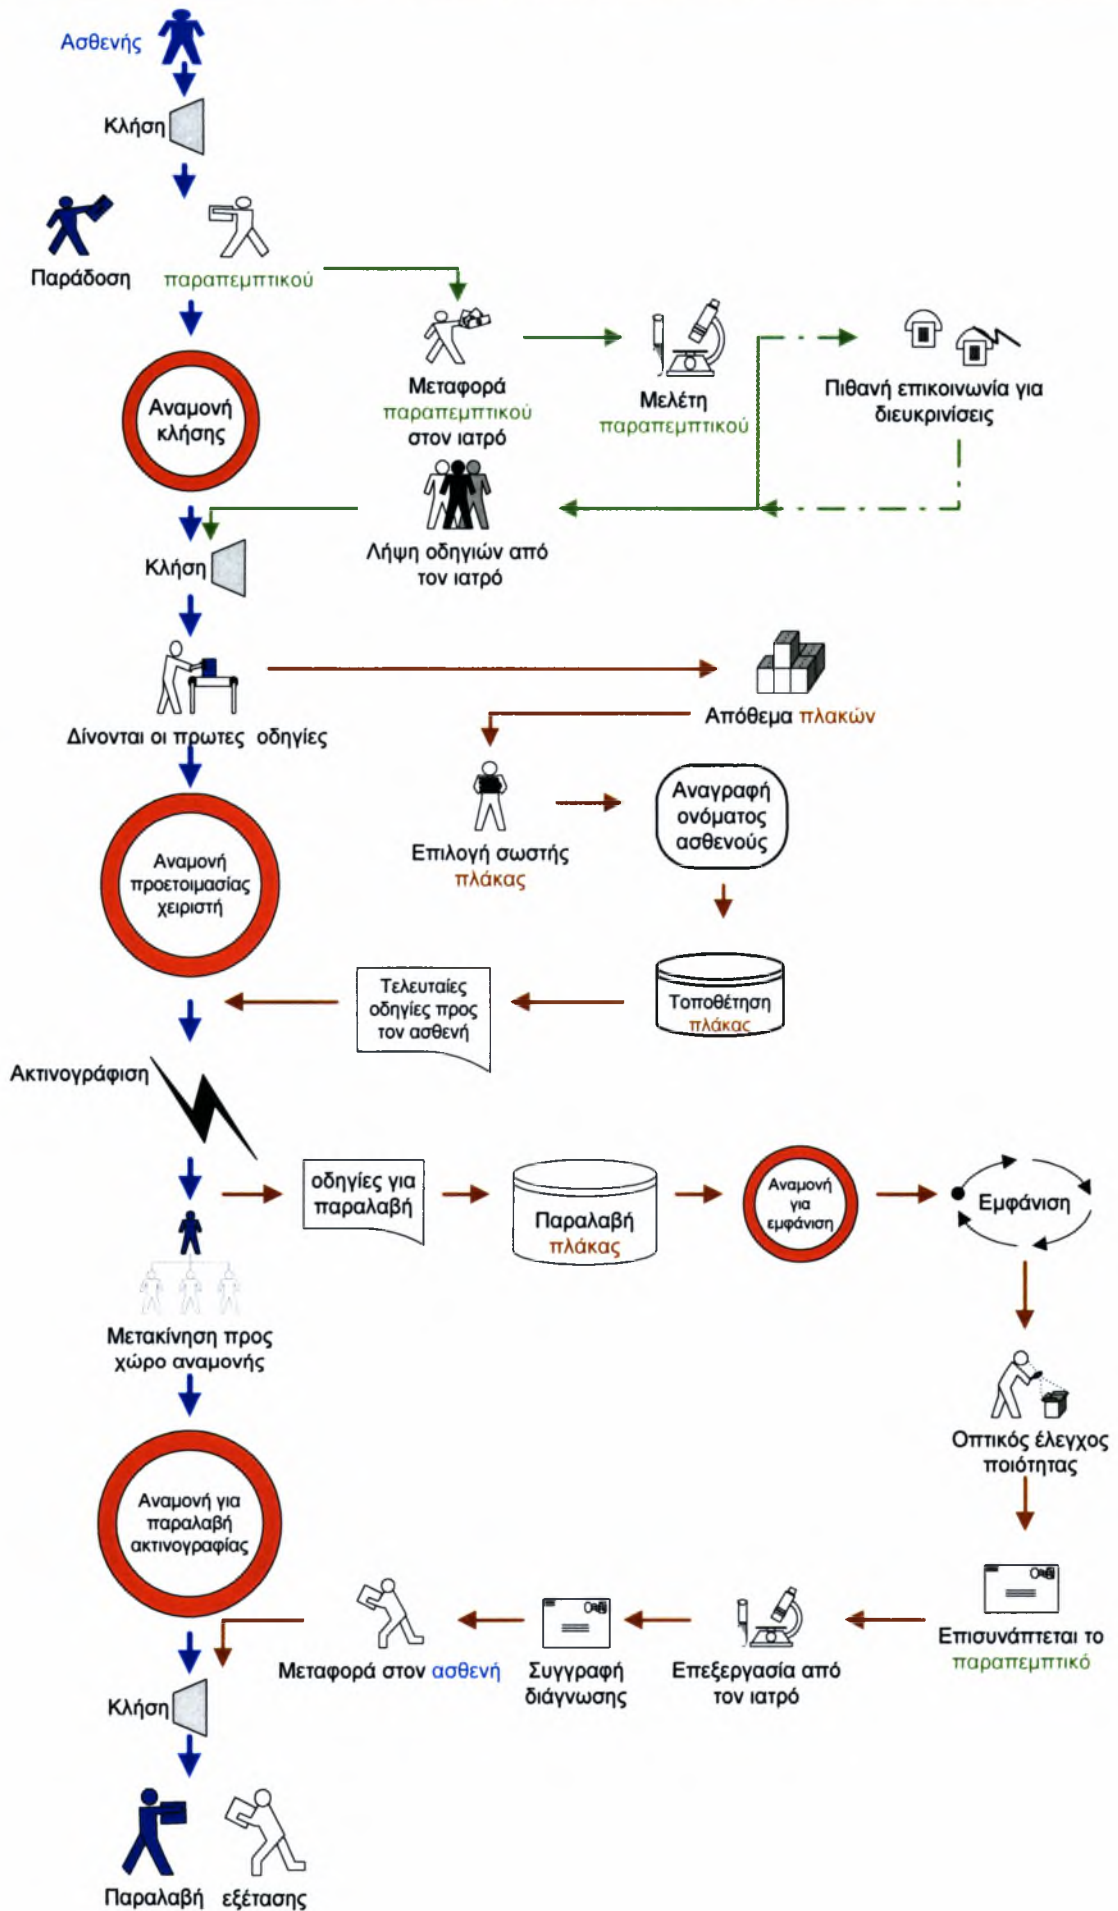 Ασθενής
Κλήση
Παράδοση παραπεμπτικού
Αναμονή
κλήσης
Μεταφορά
παραπεμπτικού
στον ιατρό
Μελέτη
παραπεμπτικού
Πιθανή επικοινωνία για
διευκρινίσεις
Λήψη οδηγιών από
τον ιατρό
Κλήση
Δίνονται οι πρωτες οδηγίες
Απόθεμα πλακών
Επιλογή σωστής
πλάκας
Αναγραφή
ονόματος
ασθενούς
Αναμονή
προετοιμασίας
χειριστή
Τοποθέτηση
πλάκας
Τελευταίες
οδηγίες προς
τον ασθενή
Ακτινογράφιση
οδηγίες για
παραλαβή
Παραλαβή
πλάκας
Αναμονή
για
εμφάνιση
Εμφάνιση
Μετακίνηση προς
χώρο αναμονής
Οπτικός έλεγχος
ποιότητας
Αναμονή για
παραλαβή
ακτινογραφίας
Επισυνάπτεται το
παραπεμπτικό
Επεξεργασία από
τον ιατρό
Συγγραφή
διάγνωσης
Μεταφορά στον ασθενή
Κλήση
Παραλαβή εξέτασης